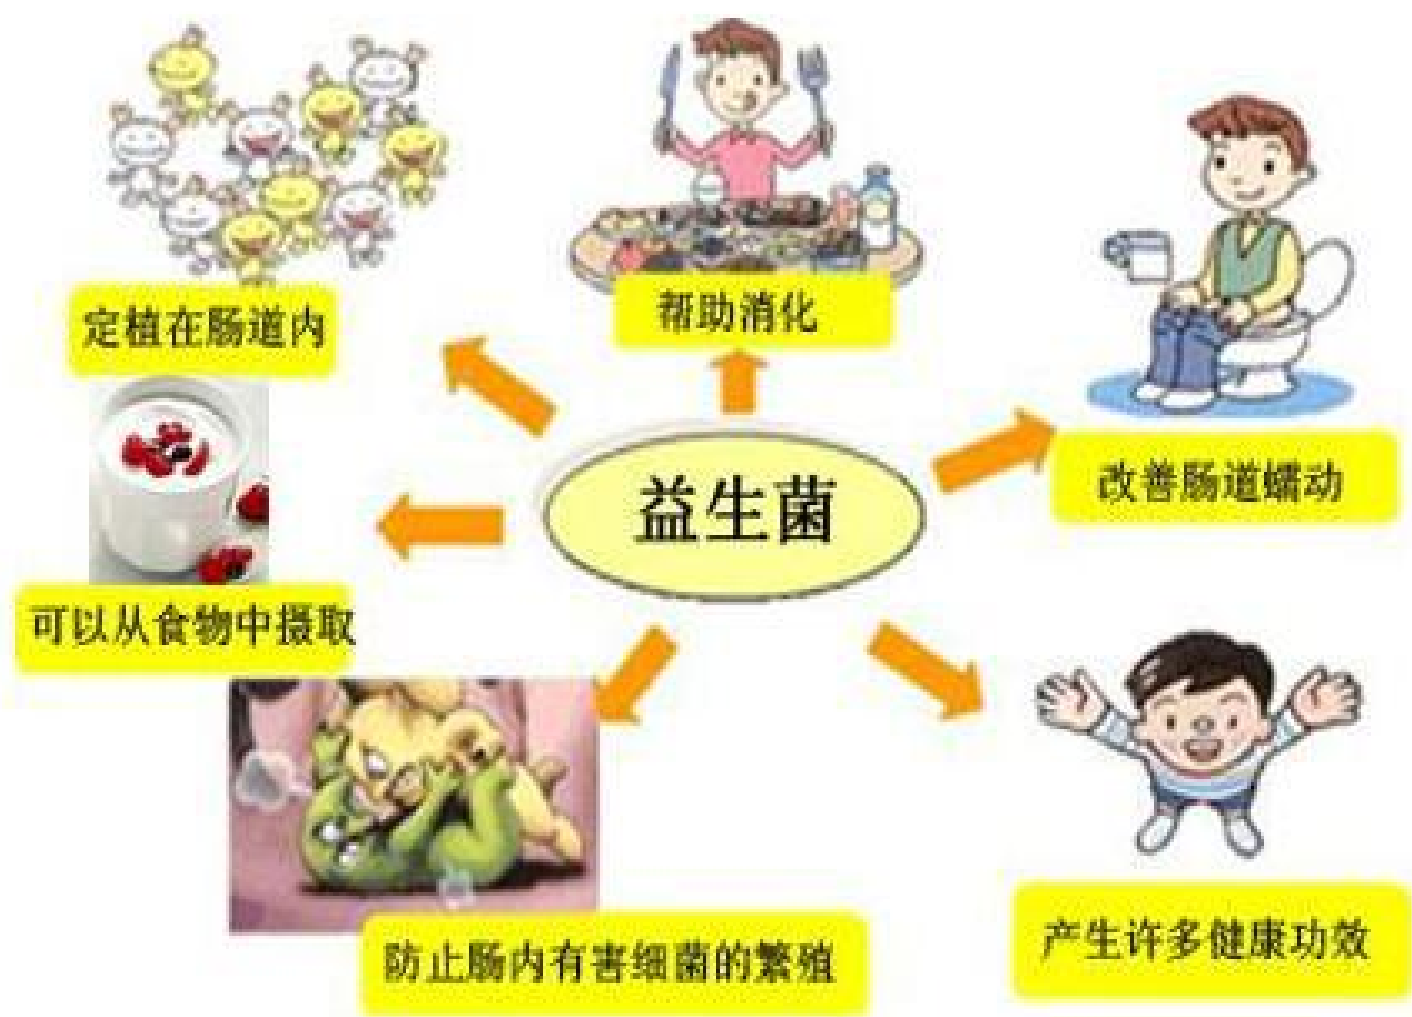 定植在肠道内
帮助消化
改善肠道蠕动
益生菌
可以从食物中摄取
防止肠内有害细菌的繁殖
产生许多健康功效